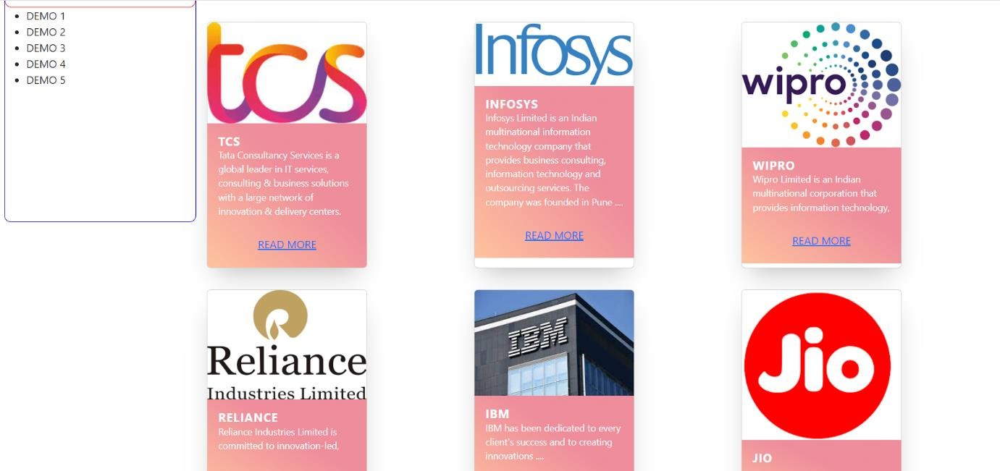 DEMO 1
DEMO 2
DEMO 3
DEMO 4
DEMO 5
tcs
TCS
Tata Consultancy Services is a
global leader in IT services,
consulting & business solutions
with a large network of
innovation & delivery centers.
READ MORE
Infosys
INFOSYS
Infosys Limited is an Indian
multinational information
technology company that
provides business consulting,
information technology and
outsourcing services. The
company was founded in Pune ....
READ MORE
wipro
WIPRO
Wipro Limited is an Indian
multinational corporation that
provides information technology,
READ MORE
Reliance
Industries Limited
RELIANCE
Reliance Industries Limited is
committed to innovation-led,
IBM
IBM
IBM has been dedicated to every
client's success and to creating
innovations ....
Jio
JIO